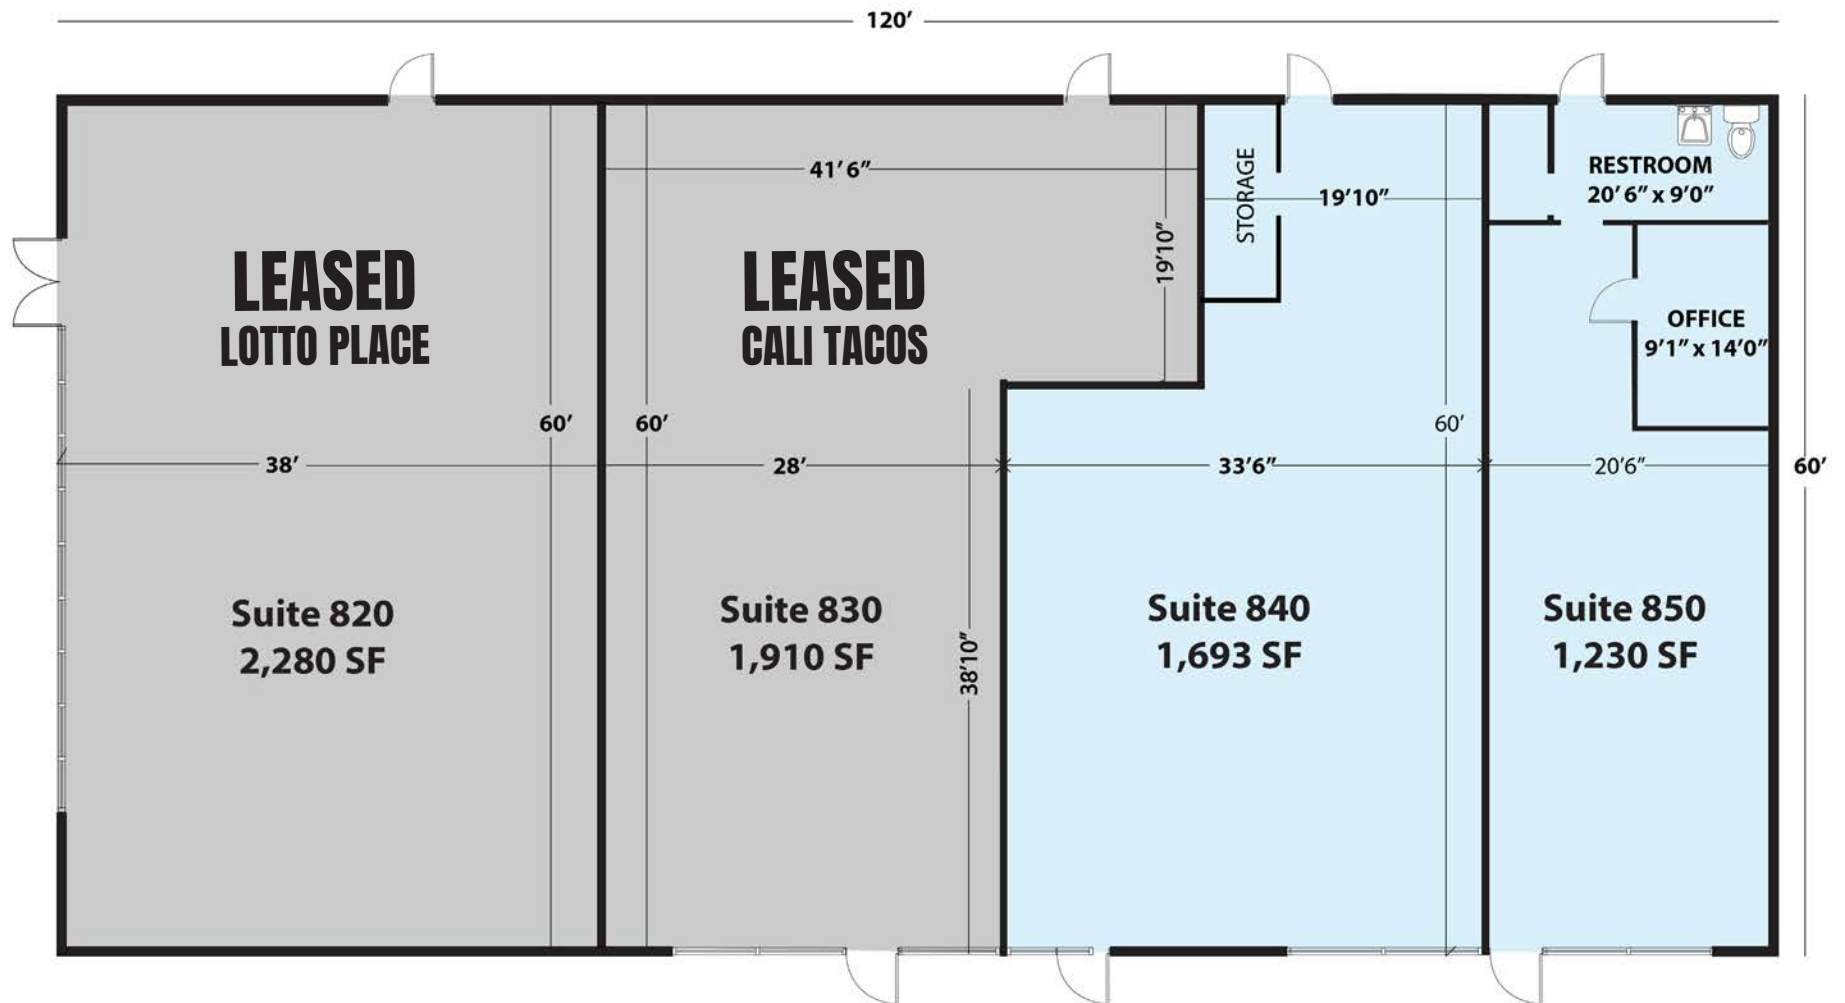 120′
41′ 6″
STORAGE
19′10″
RESTROOM
20′ 6″ x 9′0″
19′10″
LEASED
LOTTO PLACE
LEASED
CALI TACOS
OFFICE
9′1″ x 14′0″
60′
60′
60′
38′
28′
33′6″
20′6″
60′
Suite 820
2,280 SF
Suite 830
1,910 SF
38′10″
Suite 840
1,693 SF
Suite 850
1,230 SF